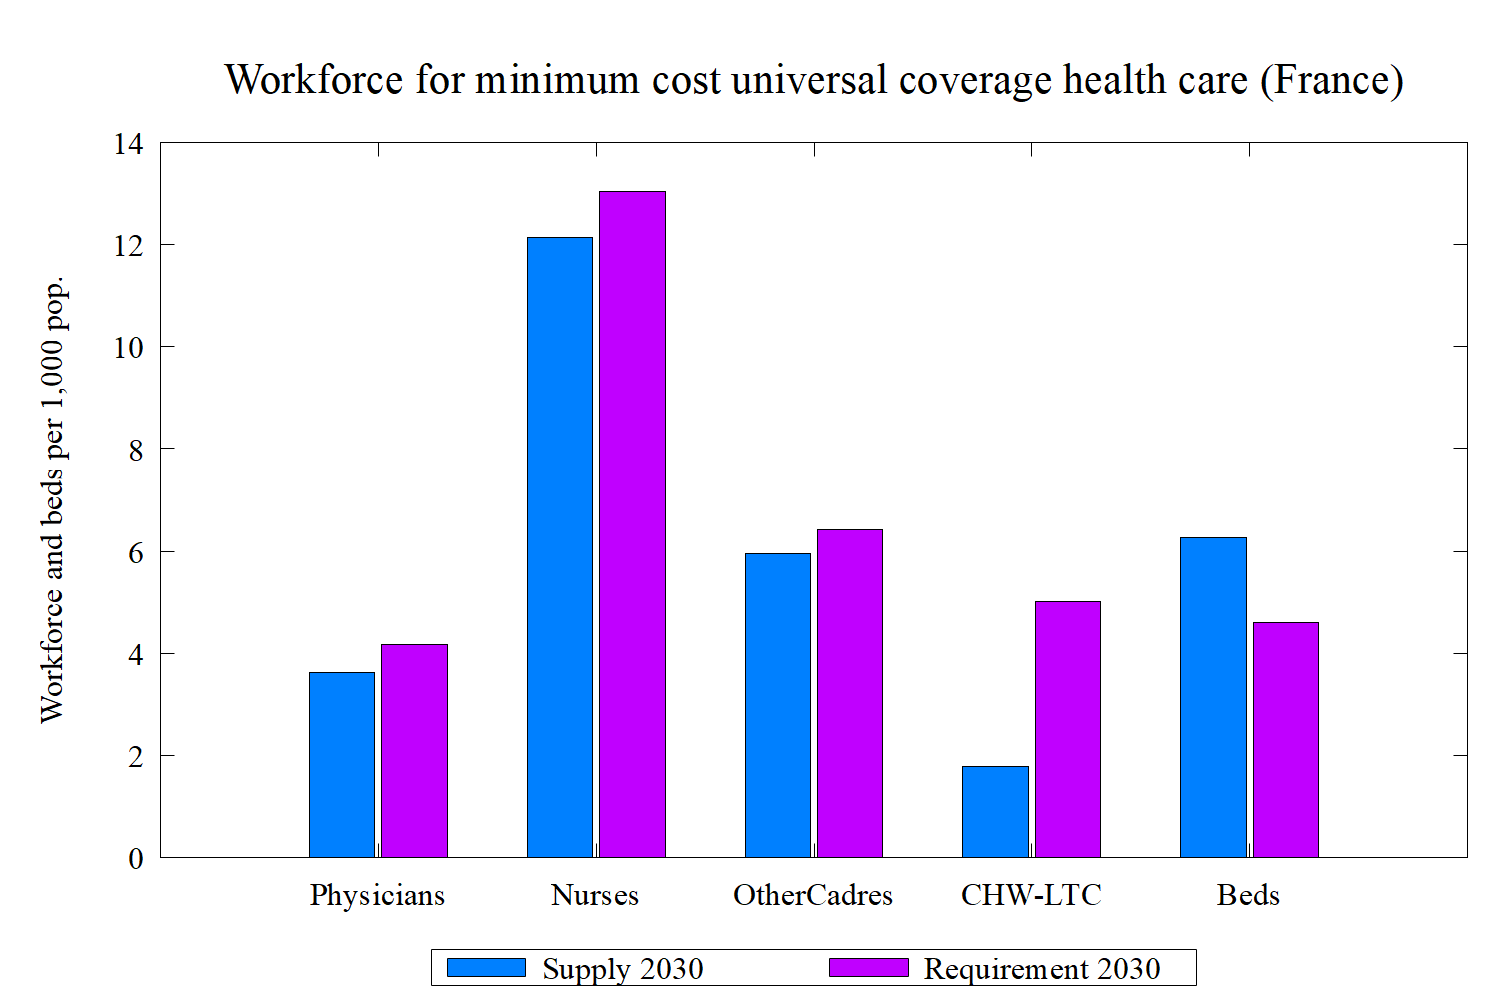 Workforce for minimum cost universal coverage health care (France)
Workforce and beds per 1,000 pop.
14
12
10
8
6
4
2
0
Physicians Nurses OtherCadres CHW-LTC Beds
Supply 2030 Requirement 2030